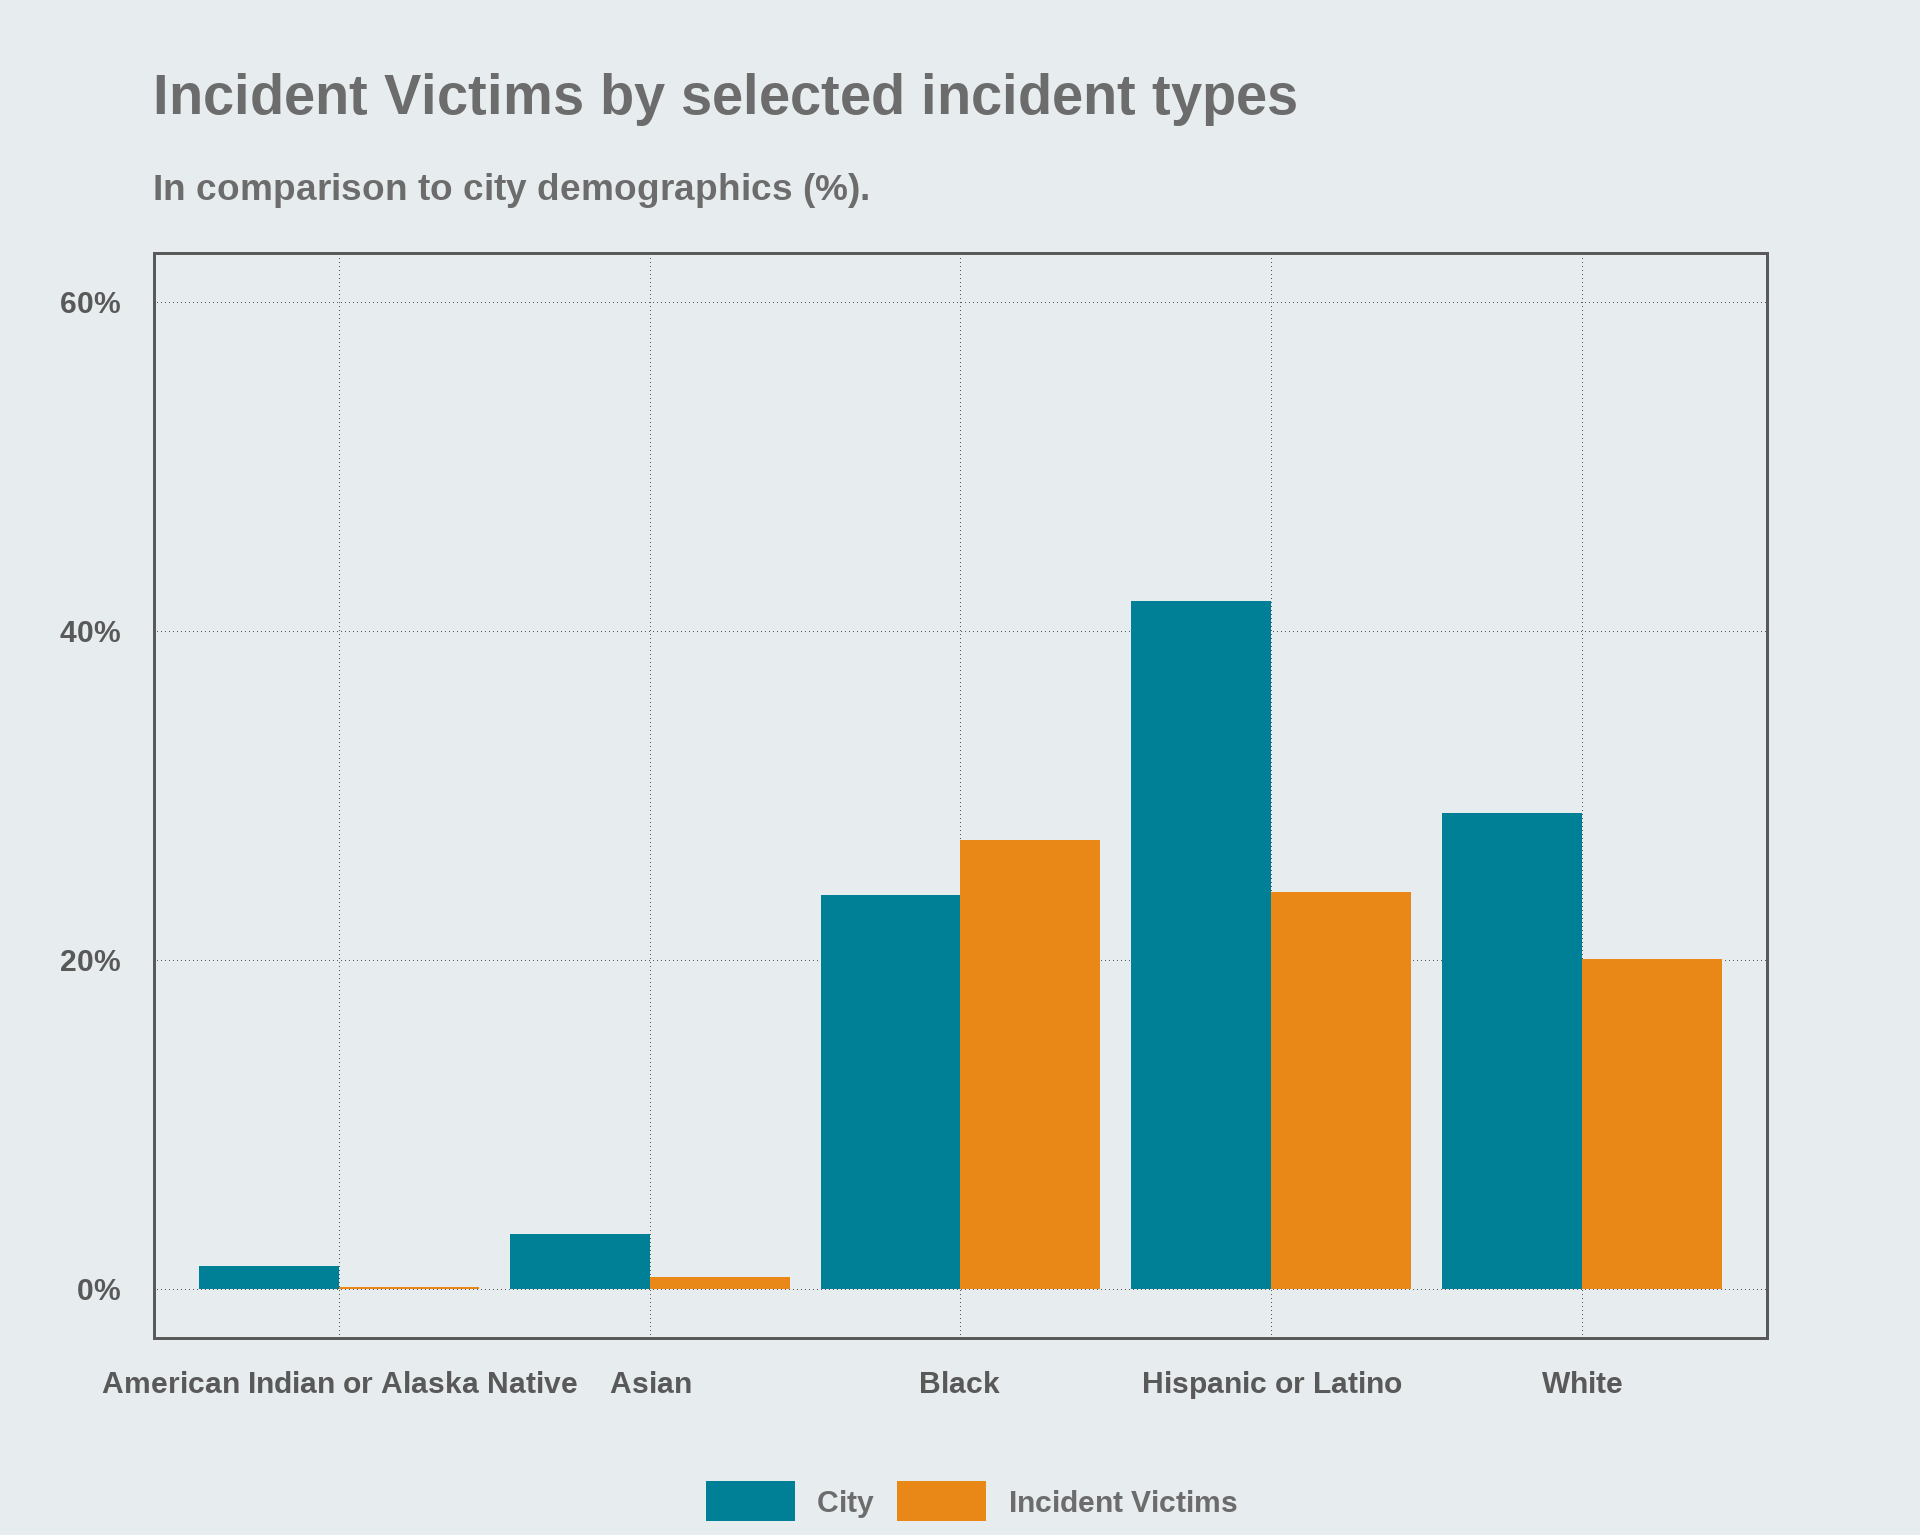 Incident Victims by selected incident types
In comparison to city demographics (%).
60%
40%
20%
0%
American Indian or Alaska Native Asian Black Hispanic or Latino White
City Incident Victims